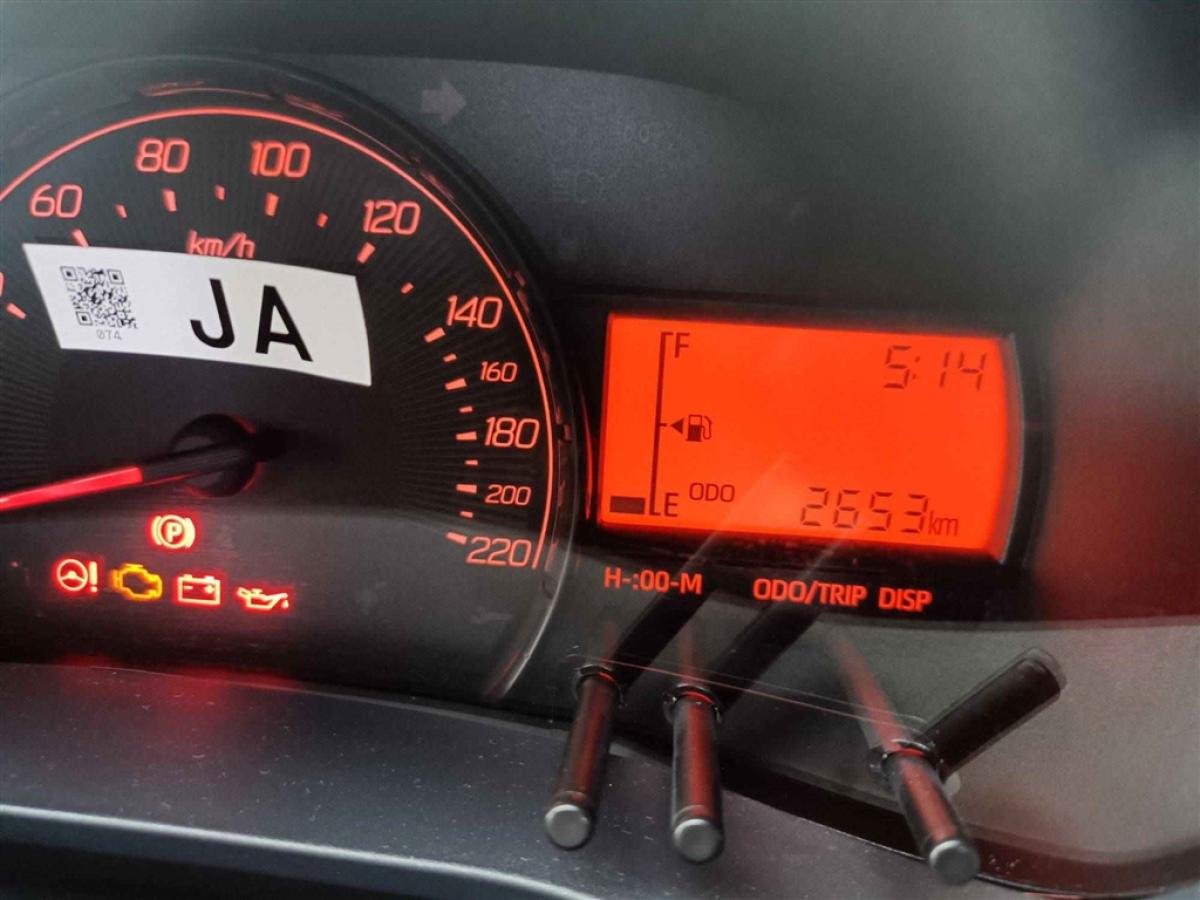 80
100
60
120
km/h
JA
074
140
160
180
200
220
F
5:14
E
ODO
2653km
H-:00-M
ODO/TRIP
DISP
P
!